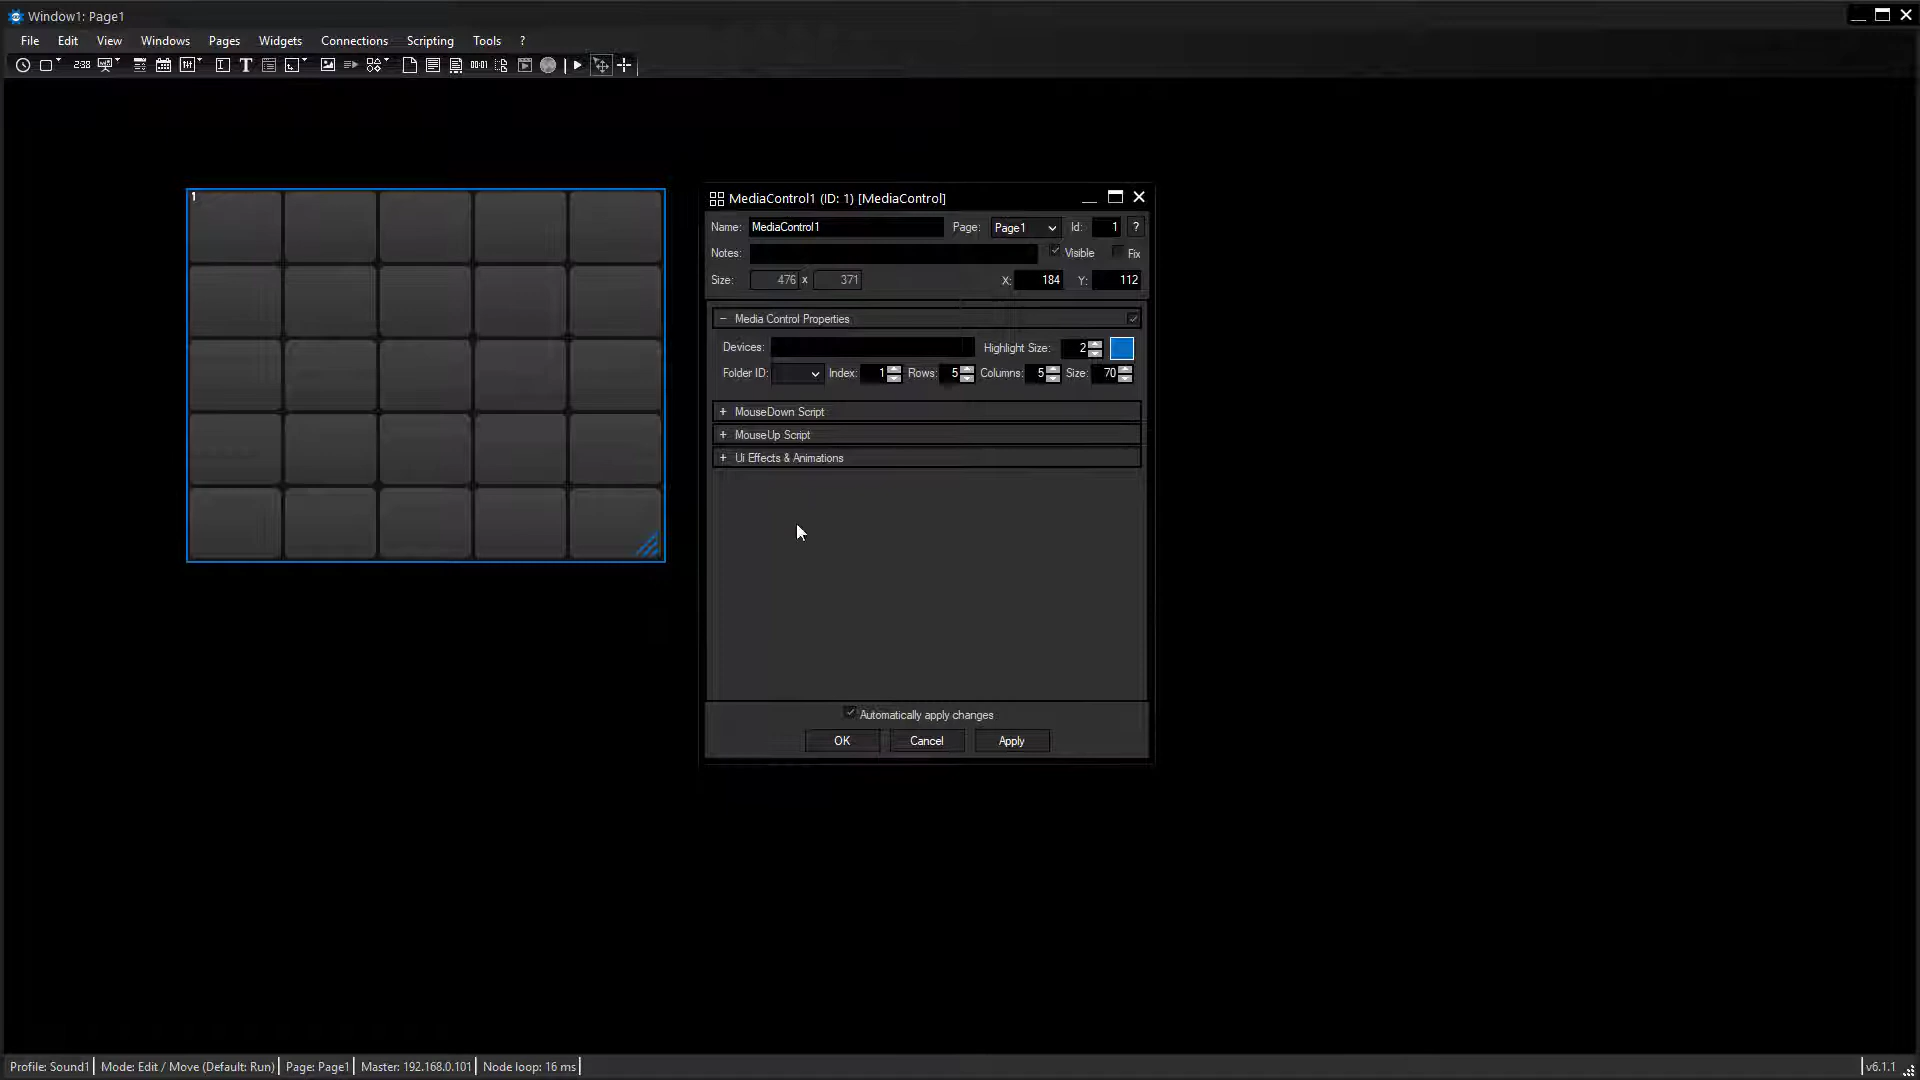 Window1: Page1
File Edit View Windows Pages Widgets Connections Scripting Tools ?
2:38 00:01
1
MediaControl1 (ID: 1) [MediaControl]
Name: MediaControl1 Page: Page1 Id: 1 ?
Notes: Visible Fix
Size: 476 x 371 X: 184 Y: 112
− Media Control Properties
Devices: Highlight Size: 2
Folder ID: Index: 1 Rows: 5 Columns: 5 Size: 70
+ MouseDown Script
+ MouseUp Script
+ Ui Effects & Animations
Automatically apply changes
OK Cancel Apply
Profile: Sound1 Mode: Edit / Move (Default: Run) Page: Page1 Master: 192.168.0.101 Node loop: 16 ms v6.1.1